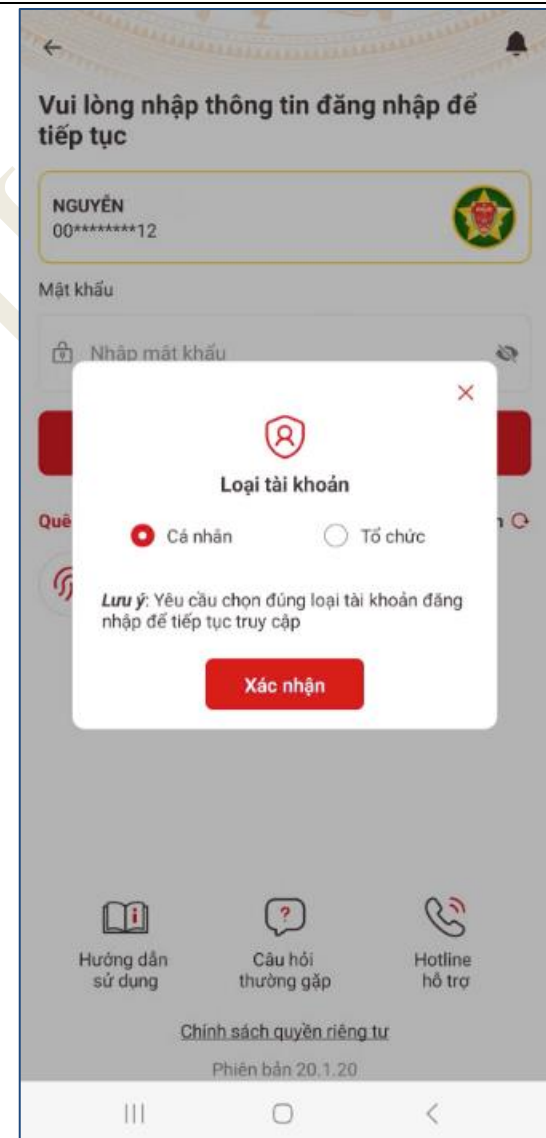 Vui lòng nhập thông tin đăng nhập để
tiếp tục
NGUYỄN
00********12
Mật khẩu
Nhập mật khẩu
Loại tài khoản
Quê
n
Cá nhân
Tổ chức
Lưu ý: Yêu cầu chọn đúng loại tài khoản đăng
nhập để tiếp tục truy cập
Xác nhận
Hướng dẫn
sử dụng
Câu hỏi
thường gặp
Hotline
hỗ trợ
Chính sách quyền riêng tư
Phiên bản 20.1.20